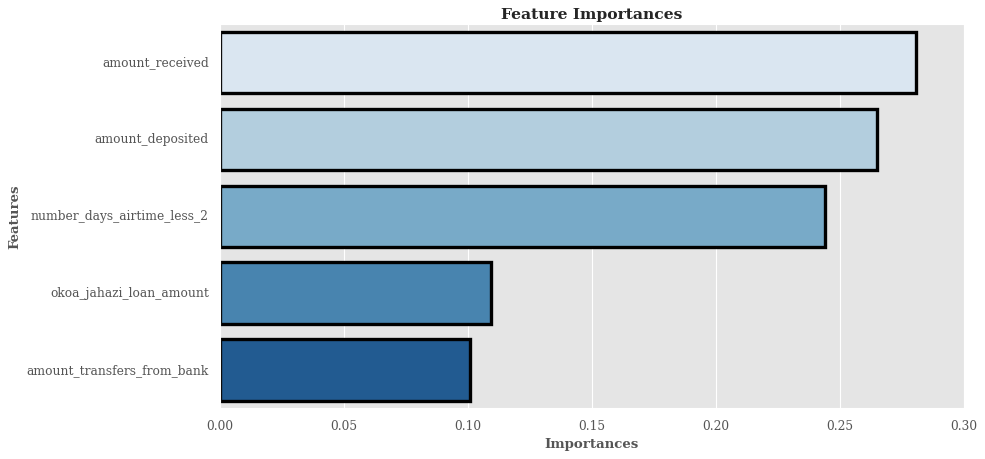 Feature Importances
amount_received
amount_deposited
number_days_airtime_less_2
okoa_jahazi_loan_amount
amount_transfers_from_bank
Features
0.00 0.05 0.10 0.15 0.20 0.25 0.30
Importances